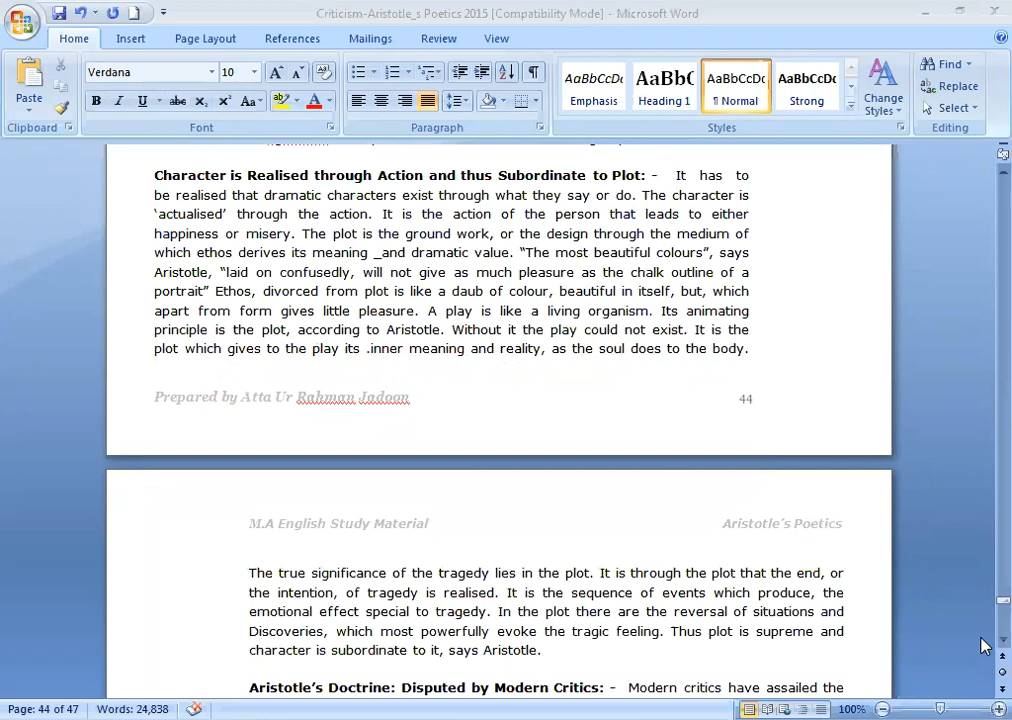 Criticism-Aristotle_s Poetics 2015 [Compatibility Mode] - Microsoft Word
Home Insert Page Layout References Mailings Review View
Paste
Verdana 10
B I U abc X₂ X² Aa A
A A
AaBbCcDc AaBbC AaBbCcDc AaBbCcDc
Emphasis Heading 1 ¶ Normal Strong
Change Styles
Find
Replace
Select
Clipboard Font Paragraph Styles Editing
Character is Realised through Action and thus Subordinate to Plot: - It has to
be realised that dramatic characters exist through what they say or do. The character is
‘actualised’ through the action. It is the action of the person that leads to either
happiness or misery. The plot is the ground work, or the design through the medium of
which ethos derives its meaning _and dramatic value. “The most beautiful colours”, says
Aristotle, “laid on confusedly, will not give as much pleasure as the chalk outline of a
portrait” Ethos, divorced from plot is like a daub of colour, beautiful in itself, but, which
apart from form gives little pleasure. A play is like a living organism. Its animating
principle is the plot, according to Aristotle. Without it the play could not exist. It is the
plot which gives to the play its .inner meaning and reality, as the soul does to the body.
Prepared by Atta Ur Rahman Jadoon 44
M.A English Study Material Aristotle’s Poetics
The true significance of the tragedy lies in the plot. It is through the plot that the end, or
the intention, of tragedy is realised. It is the sequence of events which produce, the
emotional effect special to tragedy. In the plot there are the reversal of situations and
Discoveries, which most powerfully evoke the tragic feeling. Thus plot is supreme and
character is subordinate to it, says Aristotle.
Aristotle’s Doctrine: Disputed by Modern Critics: - Modern critics have assailed the
Page: 44 of 47 Words: 24,838 100%